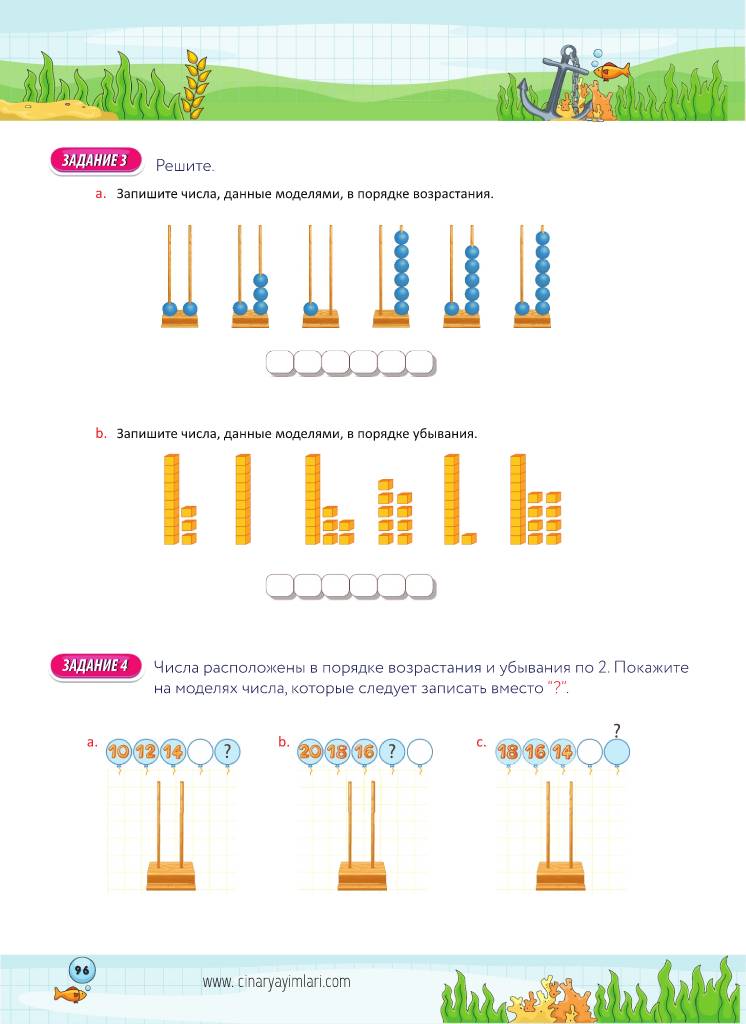 ЗАДАНИЕ 3 Решите.
a. Запишите числа, данные моделями, в порядке возрастания.
b. Запишите числа, данные моделями, в порядке убывания.
ЗАДАНИЕ 4 Числа расположены в порядке возрастания и убывания по 2. Покажите
на моделях числа, которые следует записать вместо "?".
a. 10 12 14 ?
b. 20 18 16 ?
c. 18 16 14 ?
96
www. cinaryayimlari.com